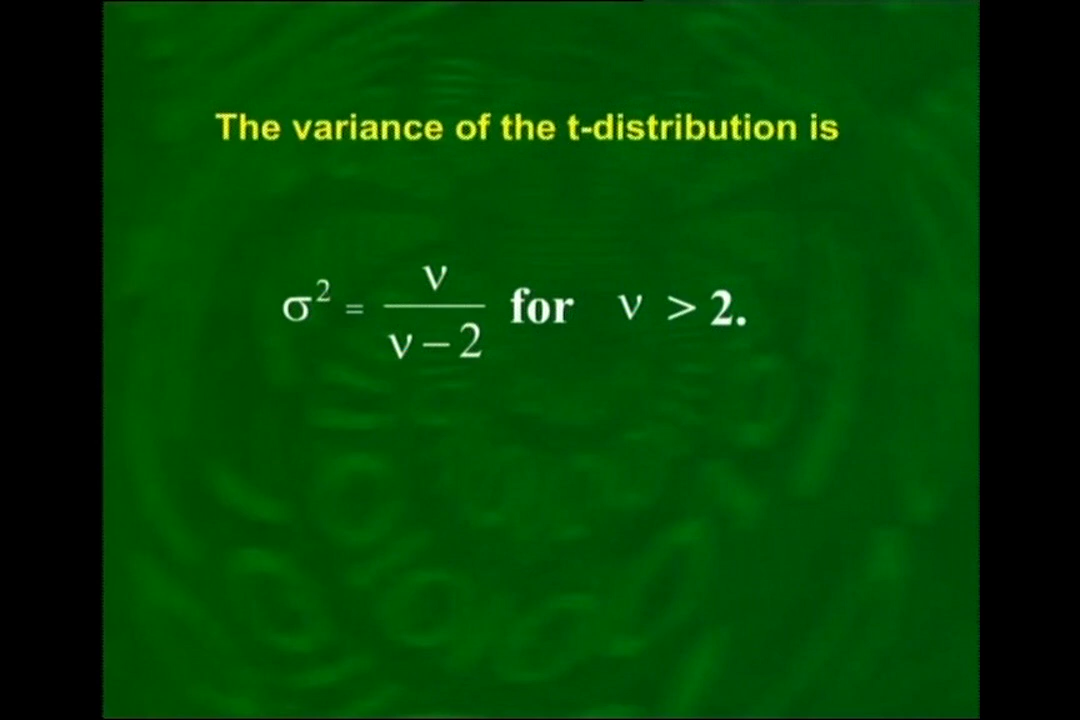 The variance of the t-distribution is
σ² = ν / (ν − 2) for ν > 2.